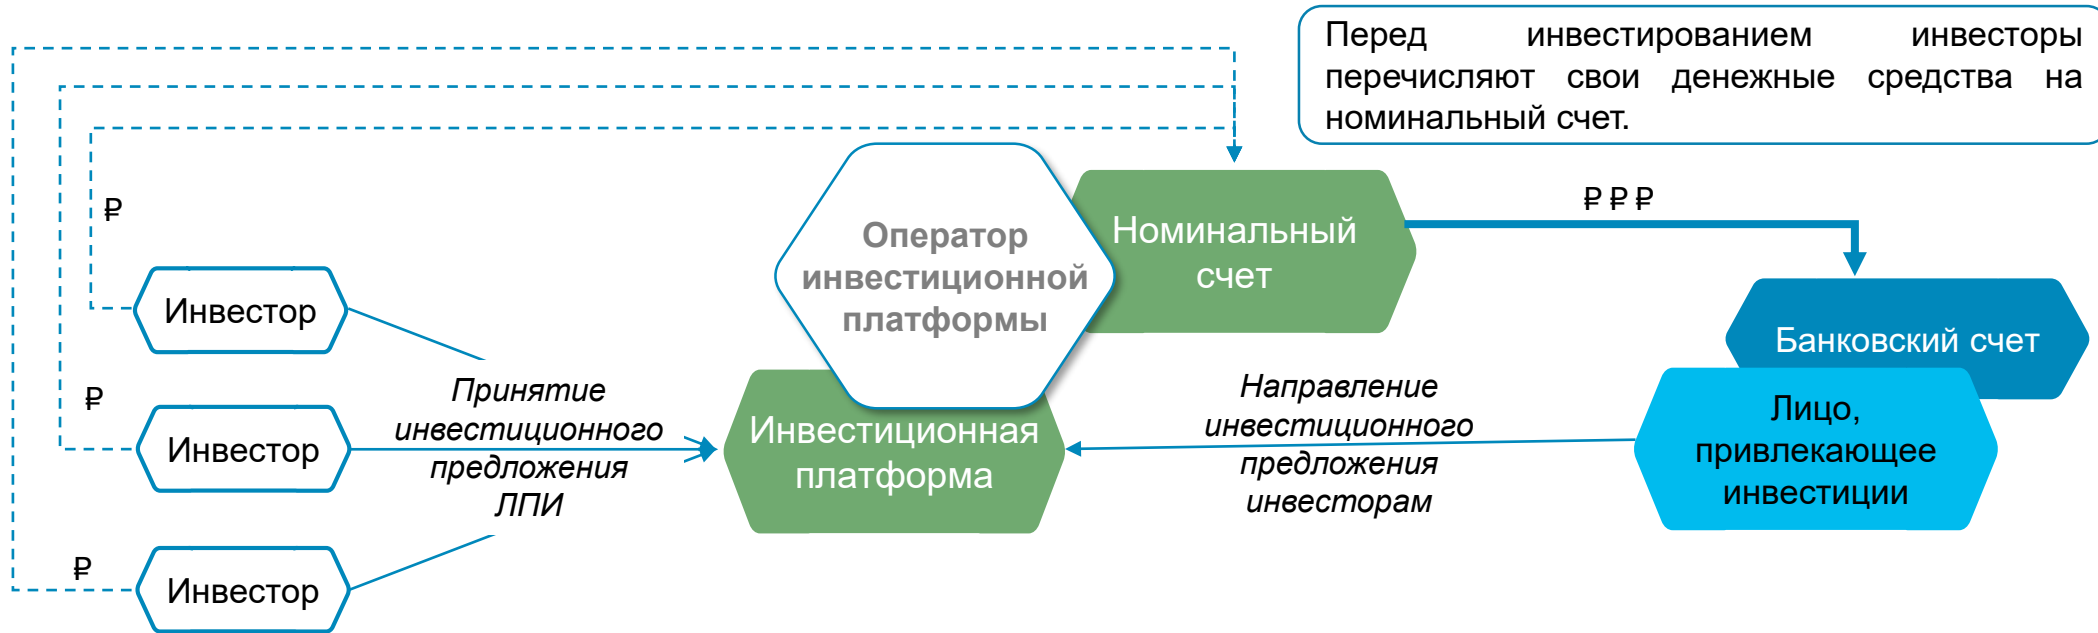 Перед инвестированием инвесторы
перечисляют свои денежные средства на
номинальный счет.
₽ ₽ ₽
₽
Номинальный
счет
Оператор
инвестиционной
платформы
Инвестор
Банковский счет
₽
Принятие
инвестиционного
предложения
ЛПИ
Инвестор
Инвестиционная
платформа
Направление
инвестиционного
предложения
инвесторам
Лицо,
привлекающее
инвестиции
₽
Инвестор